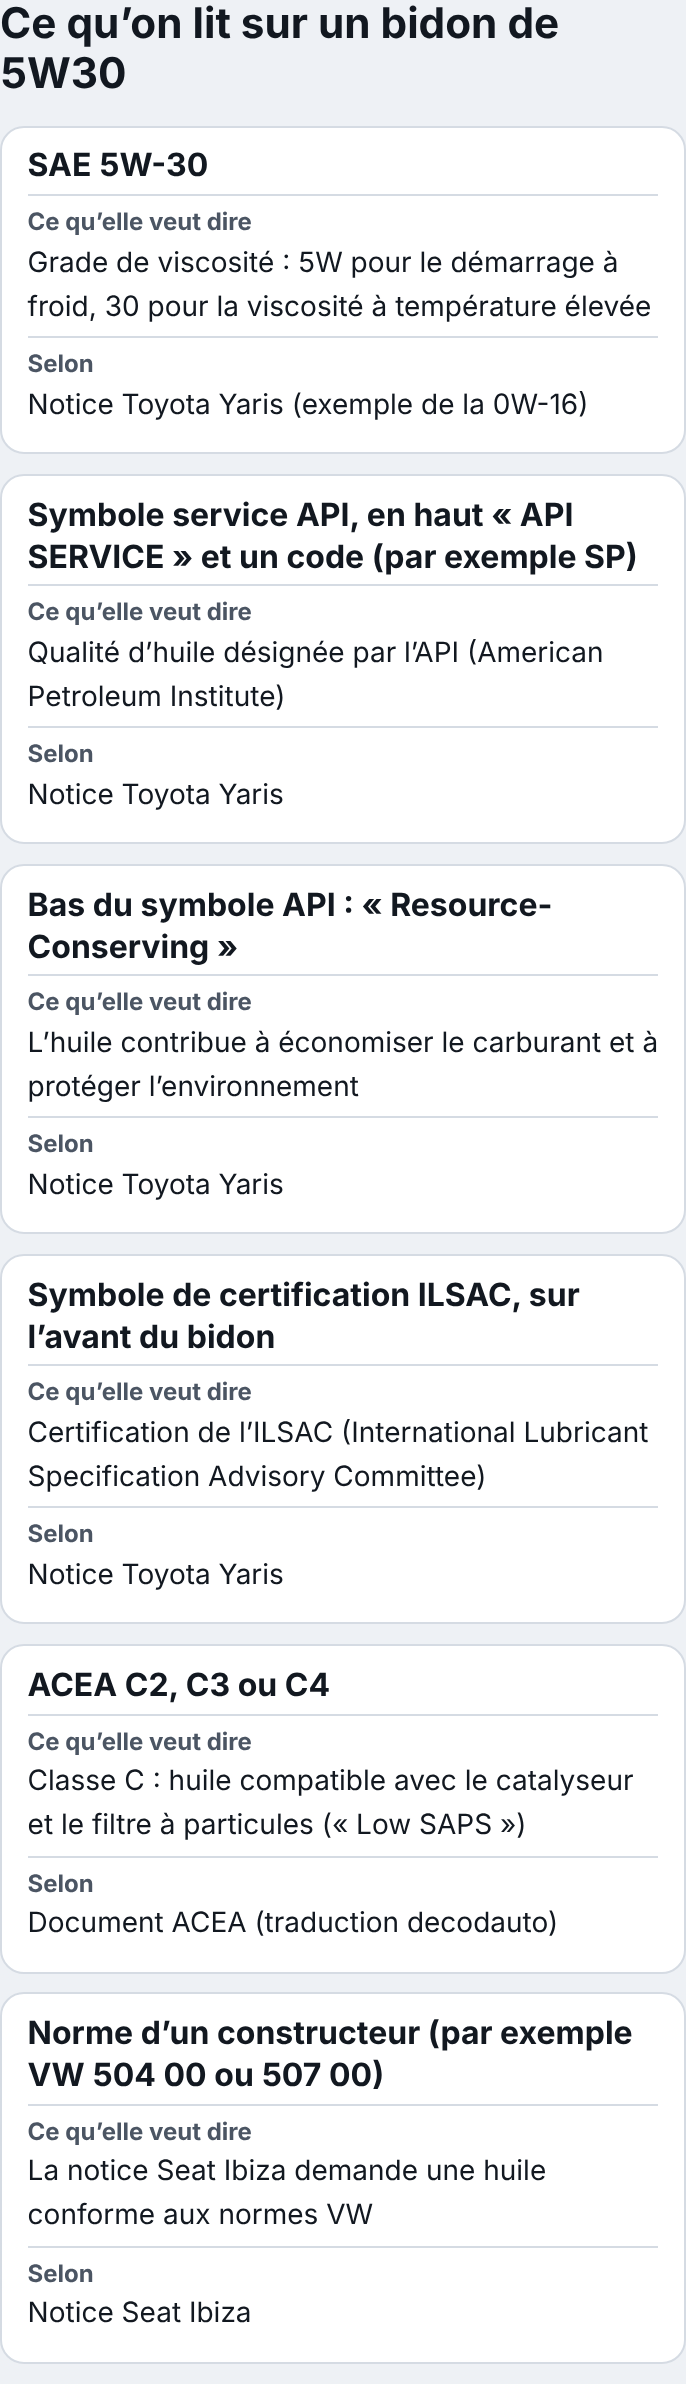 Ce qu’on lit sur un bidon de
5W30
SAE 5W-30
Ce qu’elle veut dire
Grade de viscosité : 5W pour le démarrage à
froid, 30 pour la viscosité à température élevée
Selon
Notice Toyota Yaris (exemple de la 0W-16)
Symbole service API, en haut « API
SERVICE » et un code (par exemple SP)
Ce qu’elle veut dire
Qualité d’huile désignée par l’API (American
Petroleum Institute)
Selon
Notice Toyota Yaris
Bas du symbole API : « Resource-
Conserving »
Ce qu’elle veut dire
L’huile contribue à économiser le carburant et à
protéger l’environnement
Selon
Notice Toyota Yaris
Symbole de certification ILSAC, sur
l’avant du bidon
Ce qu’elle veut dire
Certification de l’ILSAC (International Lubricant
Specification Advisory Committee)
Selon
Notice Toyota Yaris
ACEA C2, C3 ou C4
Ce qu’elle veut dire
Classe C : huile compatible avec le catalyseur
et le filtre à particules (« Low SAPS »)
Selon
Document ACEA (traduction decodauto)
Norme d’un constructeur (par exemple
VW 504 00 ou 507 00)
Ce qu’elle veut dire
La notice Seat Ibiza demande une huile
conforme aux normes VW
Selon
Notice Seat Ibiza